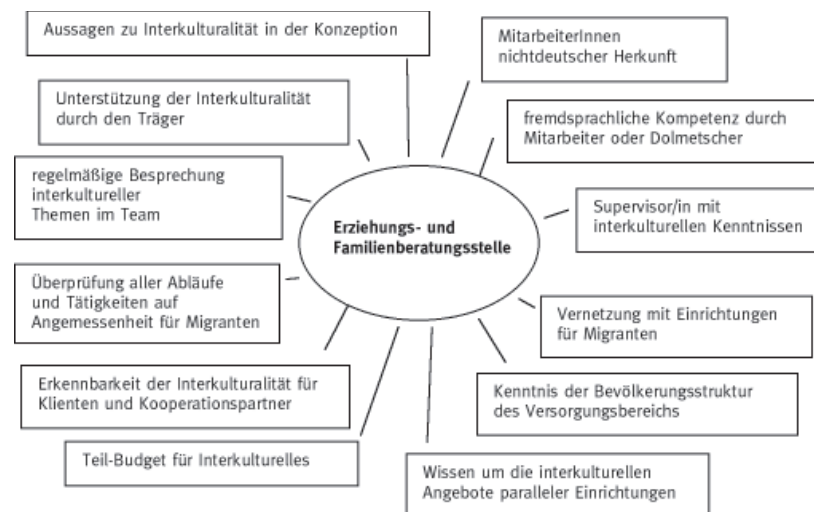 Aussagen zu Interkulturalität in der Konzeption
MitarbeiterInnen
nichtdeutscher Herkunft
Unterstützung der Interkulturalität
durch den Träger
fremdsprachliche Kompetenz durch
Mitarbeiter oder Dolmetscher
regelmäßige Besprechung
interkultureller
Themen im Team
Erziehungs- und
Familienberatungsstelle
Supervisor/in mit
interkulturellen Kenntnissen
Überprüfung aller Abläufe
und Tätigkeiten auf
Angemessenheit für Migranten
Vernetzung mit Einrichtungen
für Migranten
Erkennbarkeit der Interkulturalität für
Klienten und Kooperationspartner
Kenntnis der Bevölkerungsstruktur
des Versorgungsbereichs
Teil-Budget für Interkulturelles
Wissen um die interkulturellen
Angebote paralleler Einrichtungen